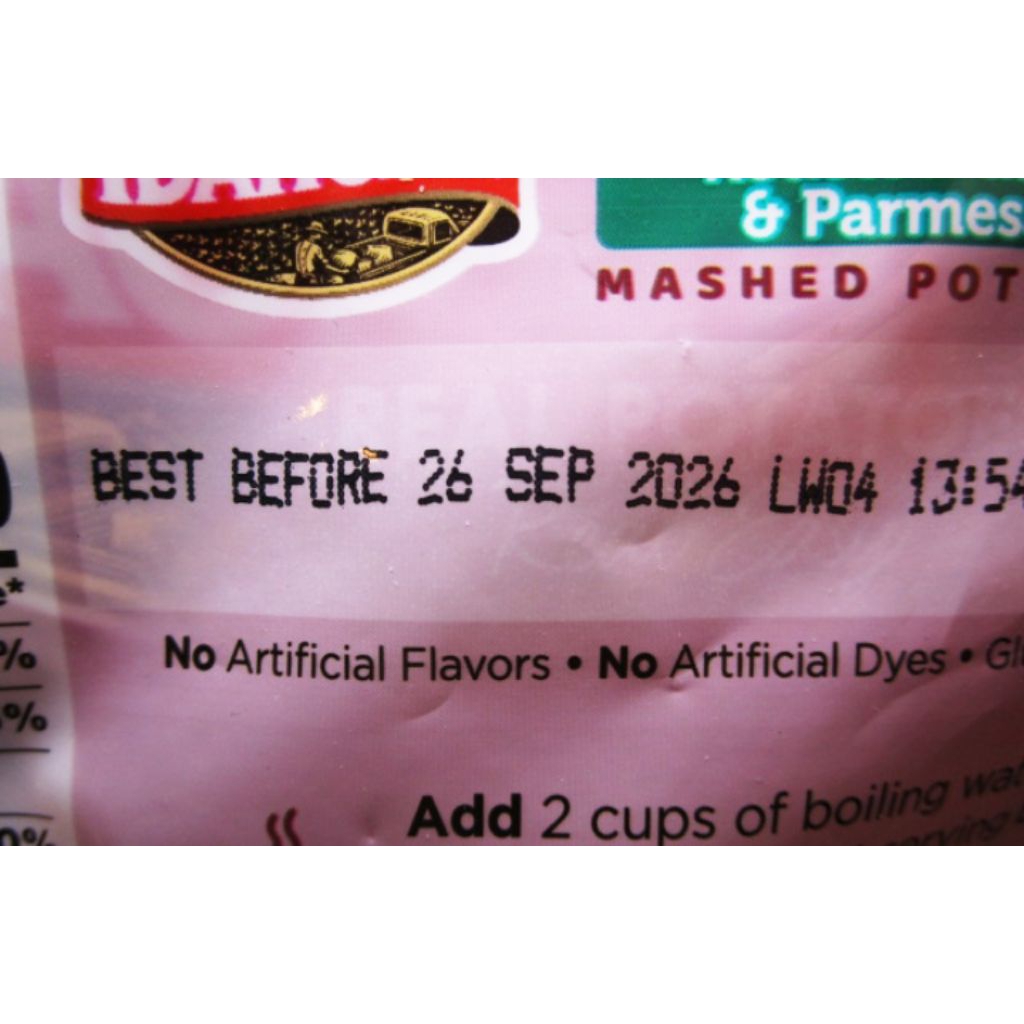 & Parmes
MASHED POT
BEST BEFORE 26 SEP 2026 LW04 13:54
No Artificial Flavors • No Artificial Dyes •
Add 2 cups of boiling